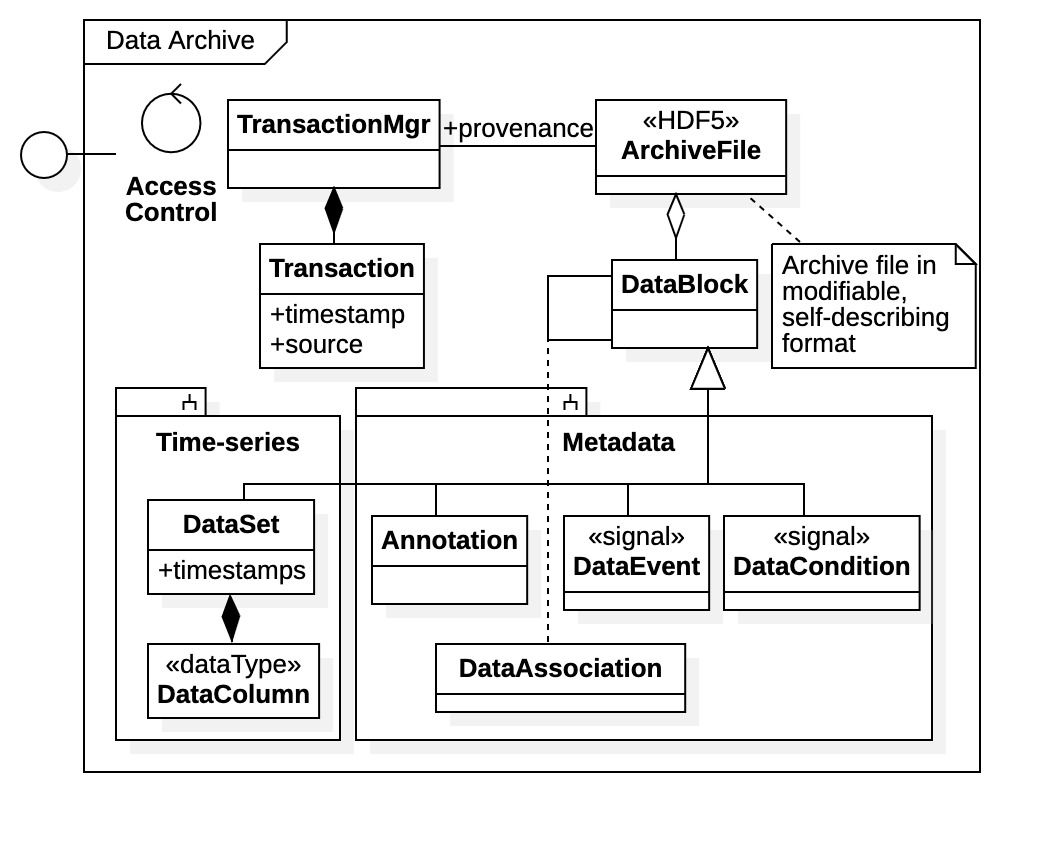 Data Archive
Access
Control
TransactionMgr
+provenance
«HDF5»
ArchiveFile
Transaction
+timestamp
+source
DataBlock
Archive file in
modifiable,
self-describing
format
Time-series
Metadata
DataSet
+timestamps
Annotation
«signal»
DataEvent
«signal»
DataCondition
«dataType»
DataColumn
DataAssociation